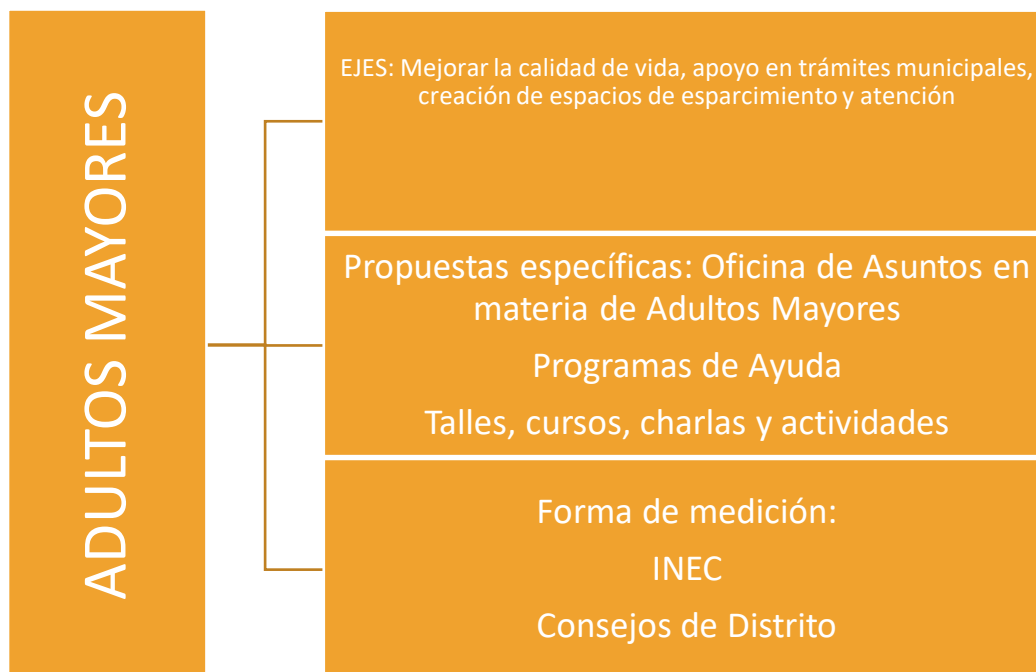 ADULTOS MAYORES
EJES: Mejorar la calidad de vida, apoyo en trámites municipales,
creación de espacios de esparcimiento y atención
Propuestas específicas: Oficina de Asuntos en
materia de Adultos Mayores
Programas de Ayuda
Talles, cursos, charlas y actividades
Forma de medición:
INEC
Consejos de Distrito